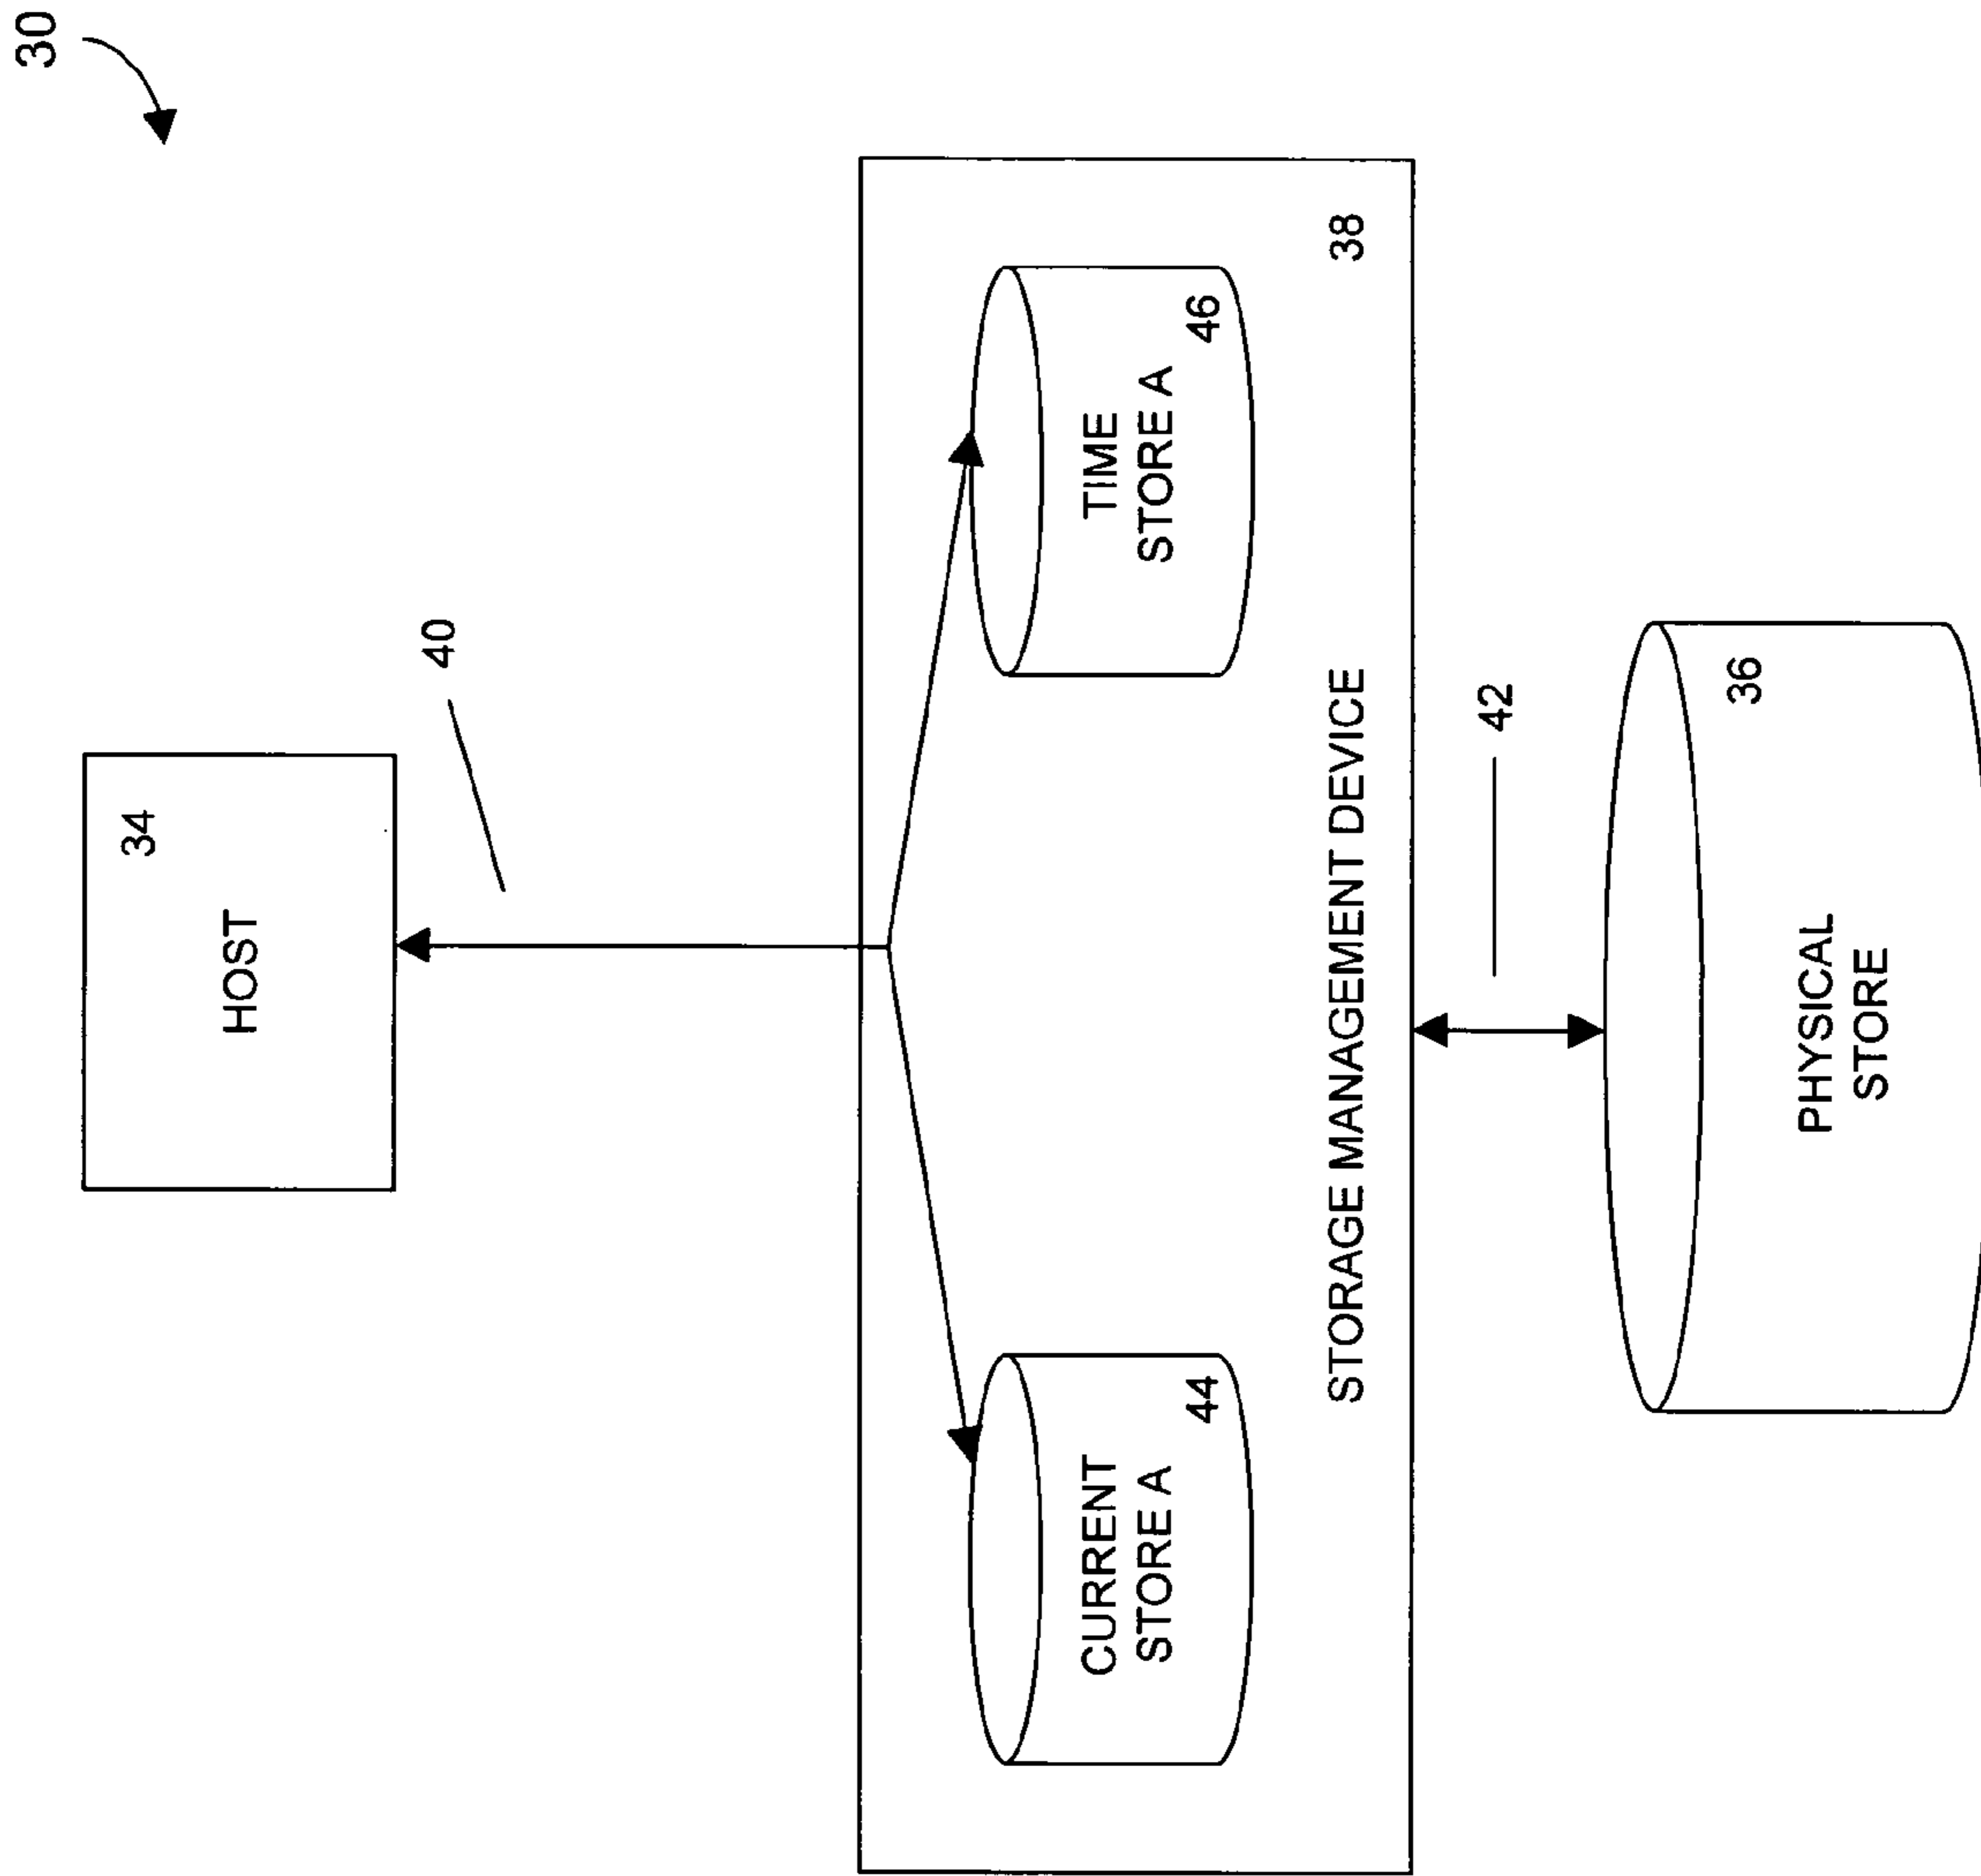 30
34
HOST
40
CURRENT
STORE A
44
TIME
STORE A
46
STORAGE MANAGEMENT DEVICE
38
42
36
PHYSICAL
STORE